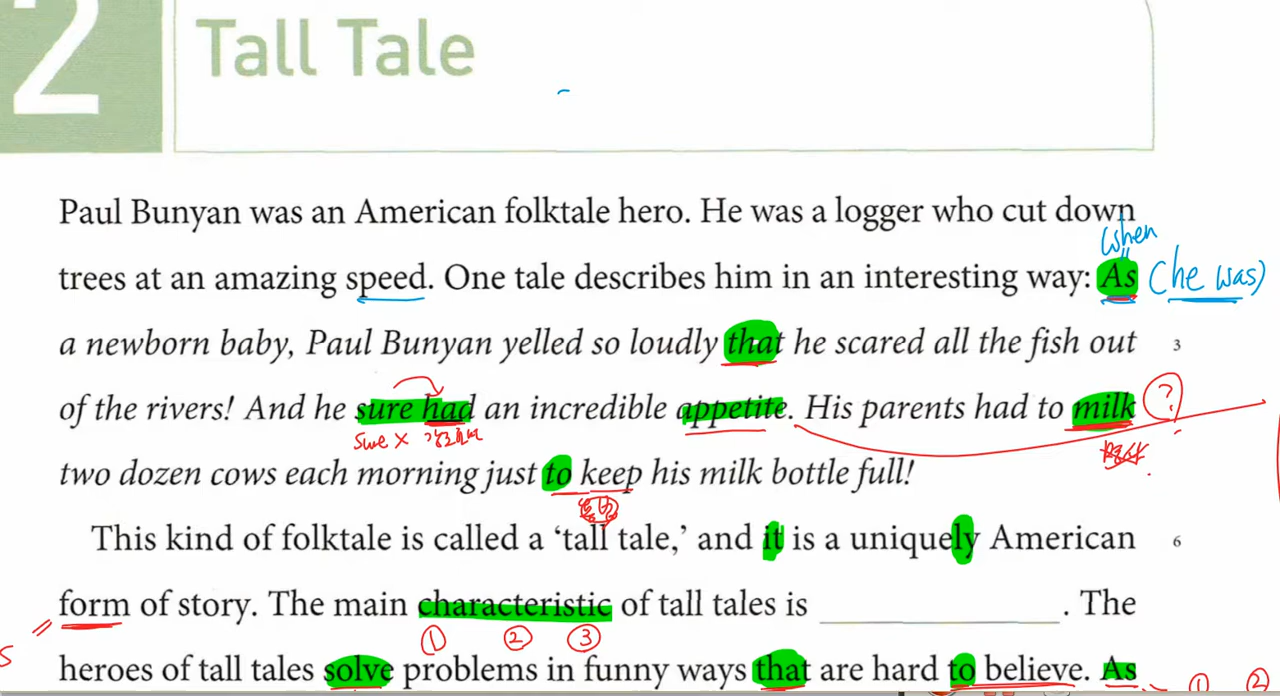 2
Tall Tale
Paul Bunyan was an American folktale hero. He was a logger who cut down
when
trees at an amazing speed. One tale describes him in an interesting way: As (he was)
a newborn baby, Paul Bunyan yelled so loudly that he scared all the fish out 3
of the rivers! And he sure had an incredible appetite. His parents had to milk ?
sure ×
two dozen cows each morning just to keep his milk bottle full!
This kind of folktale is called a ‘tall tale,’ and it is a uniquely American 6
form of story. The main characteristic of tall tales is ____________. The
① ② ③
heroes of tall tales solve problems in funny ways that are hard to believe. As
① ②